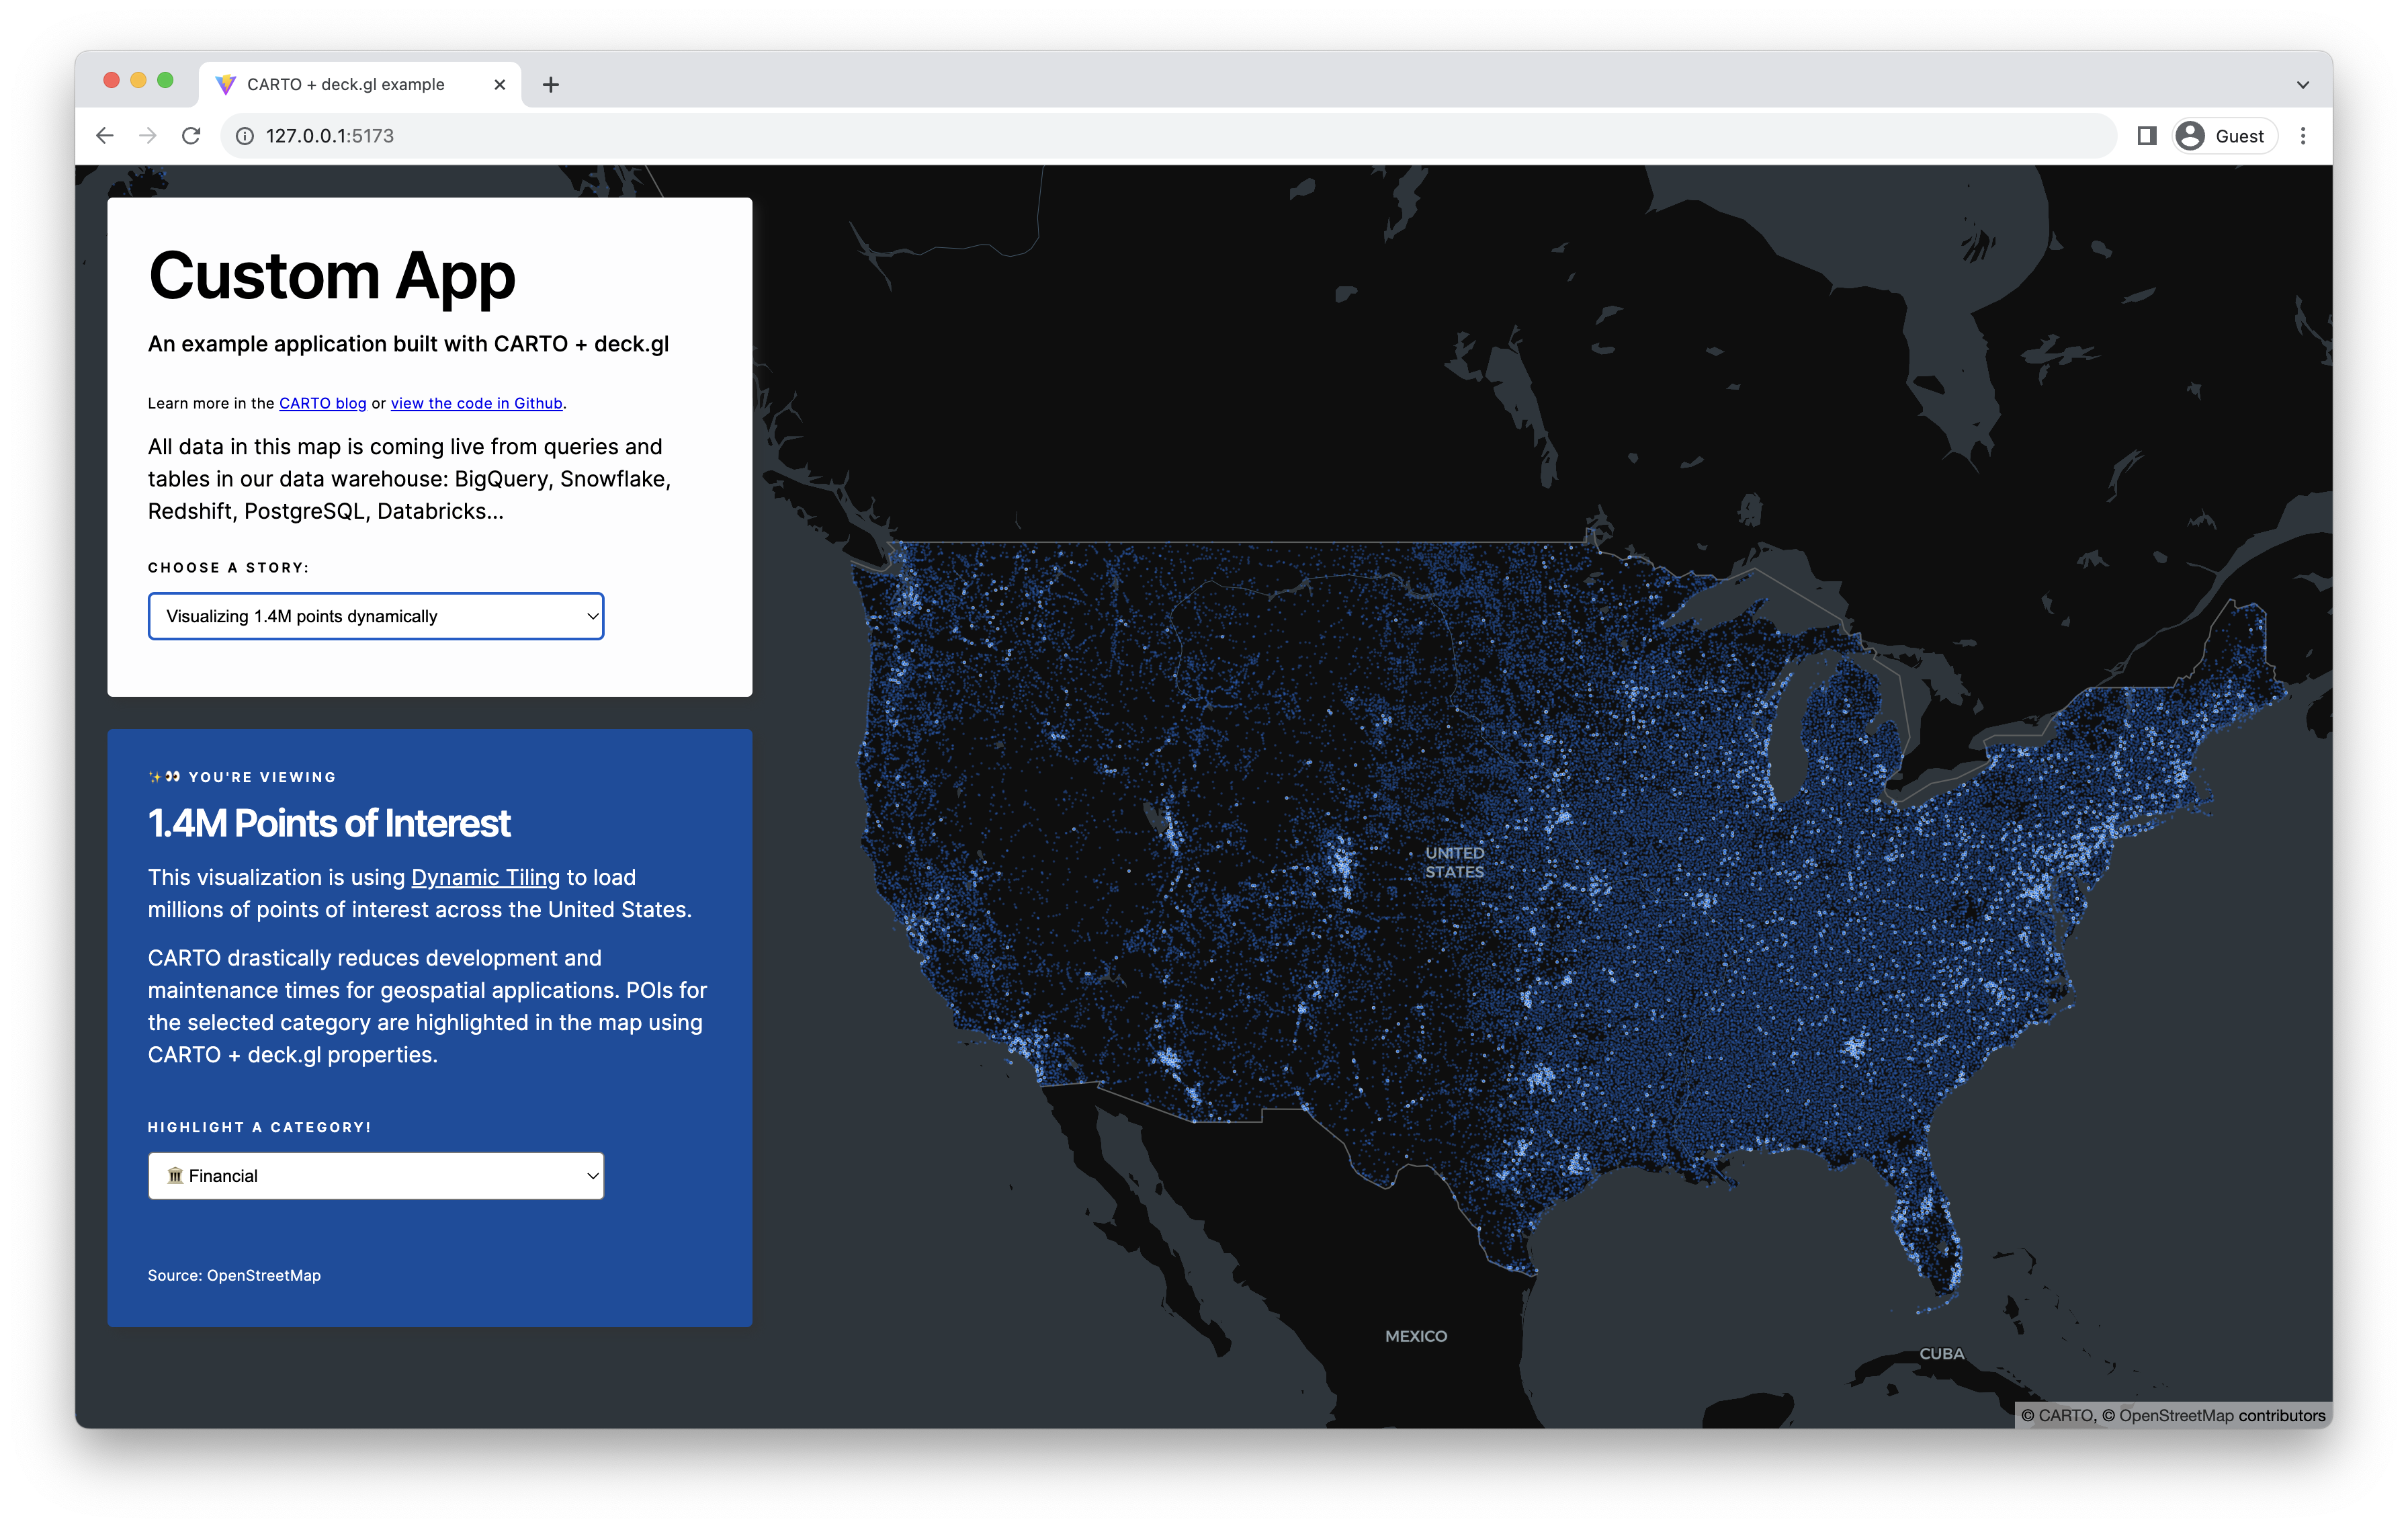 CARTO + deck.gl example
127.0.0.1:5173
Guest
Custom App
An example application built with CARTO + deck.gl
Learn more in the CARTO blog or view the code in Github.
All data in this map is coming live from queries and
tables in our data warehouse: BigQuery, Snowflake,
Redshift, PostgreSQL, Databricks...
CHOOSE A STORY:
Visualizing 1.4M points dynamically
✨👀 YOU'RE VIEWING
1.4M Points of Interest
This visualization is using Dynamic Tiling to load
millions of points of interest across the United States.
CARTO drastically reduces development and
maintenance times for geospatial applications. POIs for
the selected category are highlighted in the map using
CARTO + deck.gl properties.
HIGHLIGHT A CATEGORY!
🏛 Financial
Source: OpenStreetMap
UNITED
STATES
MEXICO
CUBA
© CARTO, © OpenStreetMap contributors